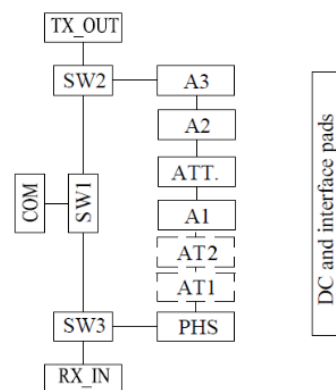 TX_OUT
SW2
A3
A2
ATT.
COM
SW1
A1
AT2
AT1
SW3
PHS
RX_IN
DC and interface pads